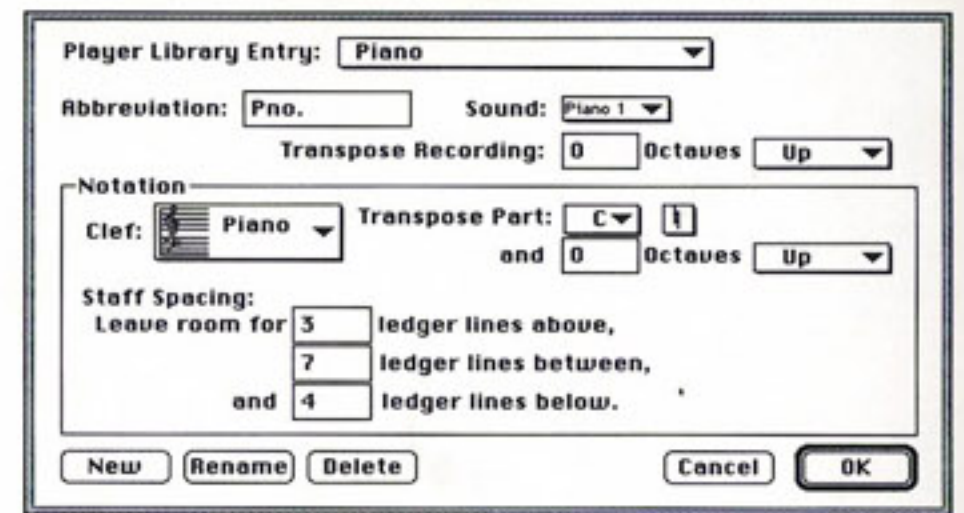 Player Library Entry: Piano
Abbreviation: Pno. Sound: Piano 1
Transpose Recording: 0 Octaves Up
Notation
Clef: Piano Transpose Part: C ♮
and 0 Octaves Up
Staff Spacing:
Leave room for 3 ledger lines above,
7 ledger lines between,
and 4 ledger lines below.
New Rename Delete Cancel OK